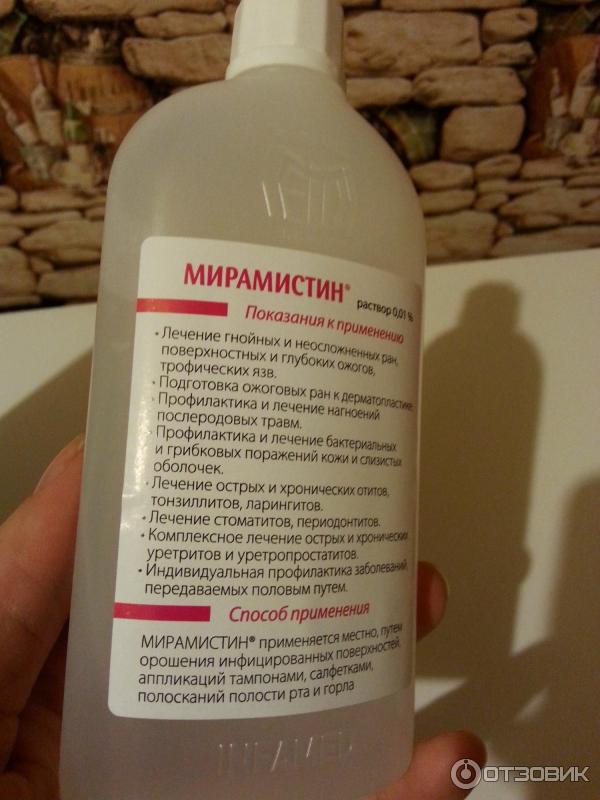 МИРАМИСТИН®
раствор 0,01 %
Показания к применению
• Лечение гнойных и неосложненных ран,
поверхностных и глубоких ожогов,
трофических язв.
• Подготовка ожоговых ран к дерматопластике.
• Профилактика и лечение нагноений
послеродовых травм.
• Профилактика и лечение бактериальных
и грибковых поражений кожи и слизистых
оболочек.
• Лечение острых и хронических отитов,
тонзиллитов, ларингитов.
• Лечение стоматитов, периодонтитов.
• Комплексное лечение острых и хронических
уретритов и уретропростатитов.
• Индивидуальная профилактика заболеваний,
передаваемых половым путем.
Способ применения
МИРАМИСТИН® применяется местно, путем
орошения инфицированных поверхностей,
аппликаций тампонами, салфетками,
полосканий полости рта и горла
ОТЗОВИК